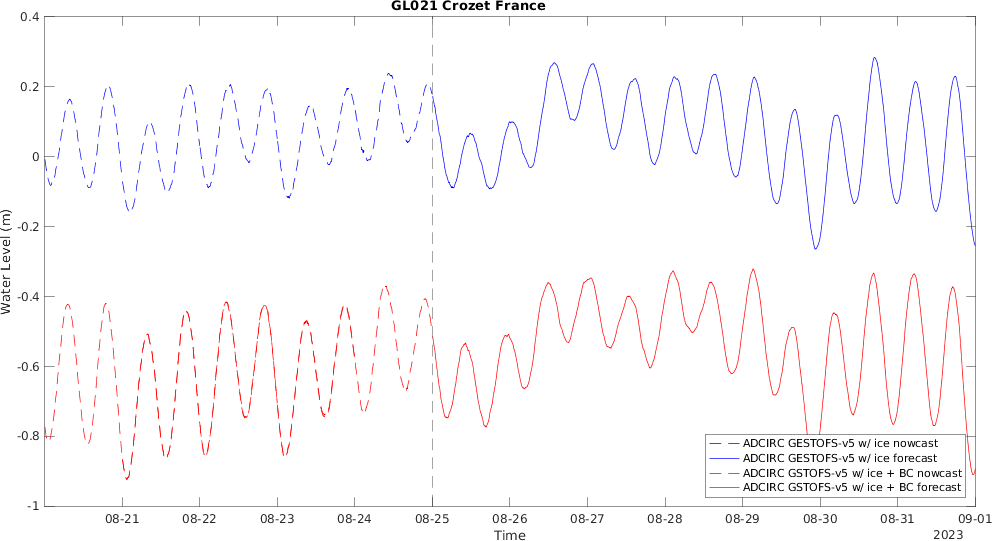 GL021 Crozet France
0.4
0.2
0
-0.2
-0.4
-0.6
-0.8
-1
Water Level (m)
08-21 08-22 08-23 08-24 08-25 08-26 08-27 08-28 08-29 08-30 08-31 09-01
Time
2023
ADCIRC GESTOFS-v5 w/ ice nowcast
ADCIRC GESTOFS-v5 w/ ice forecast
ADCIRC GSTOFS-v5 w/ ice + BC nowcast
ADCIRC GSTOFS-v5 w/ ice + BC forecast